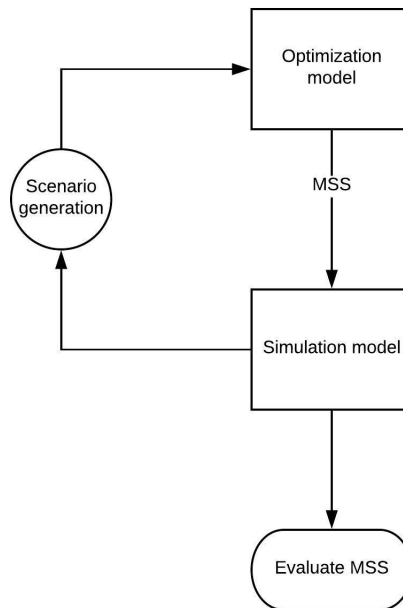 Optimization
model
Scenario
generation
MSS
Simulation model
Evaluate MSS